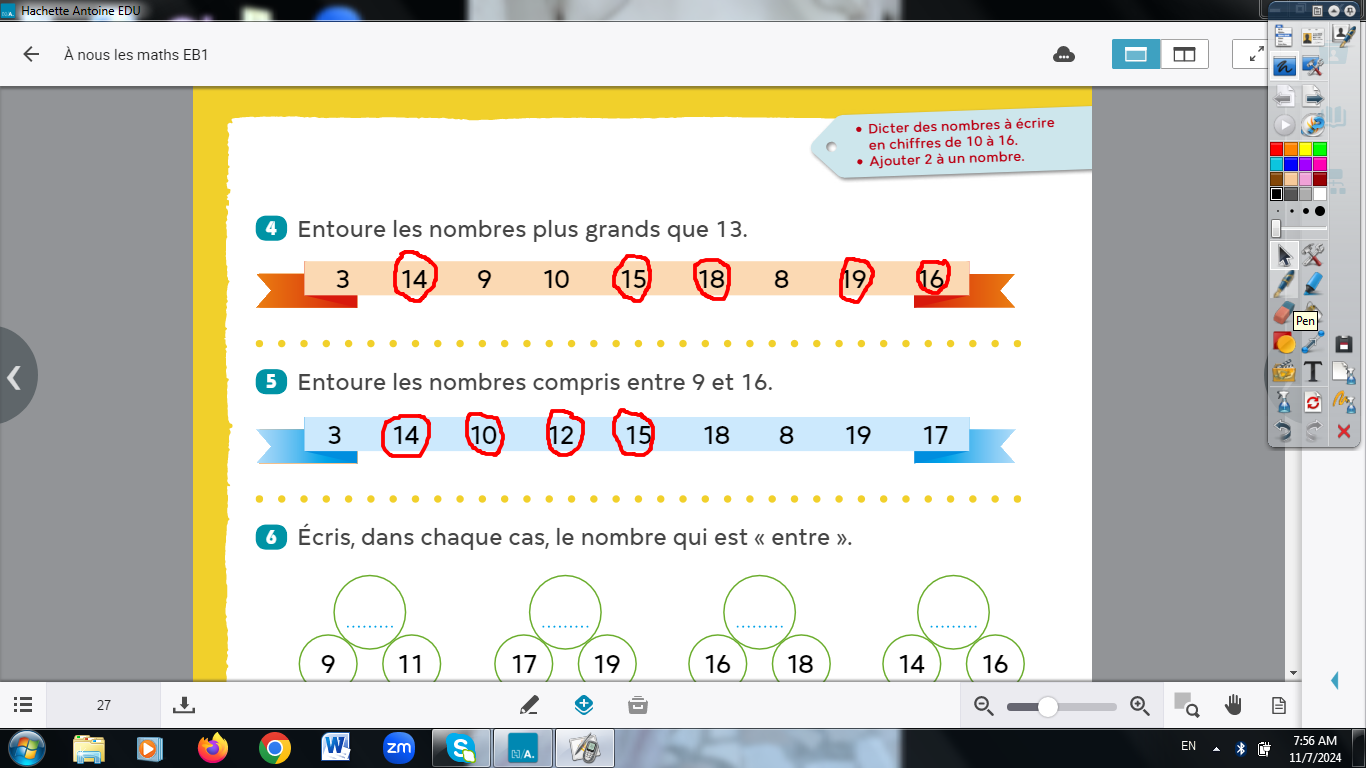 Hachette Antoine EDU
À nous les maths EB1
• Dicter des nombres à écrire
en chiffres de 10 à 16.
• Ajouter 2 à un nombre.
4 Entoure les nombres plus grands que 13.
3 14 9 10 15 18 8 19 16
5 Entoure les nombres compris entre 9 et 16.
3 14 10 12 15 18 8 19 17
6 Écris, dans chaque cas, le nombre qui est « entre ».
......... ......... ......... .........
9 11 17 19 16 18 14 16
Pen
27
EN
7:56 AM
11/7/2024
zm
H/A.